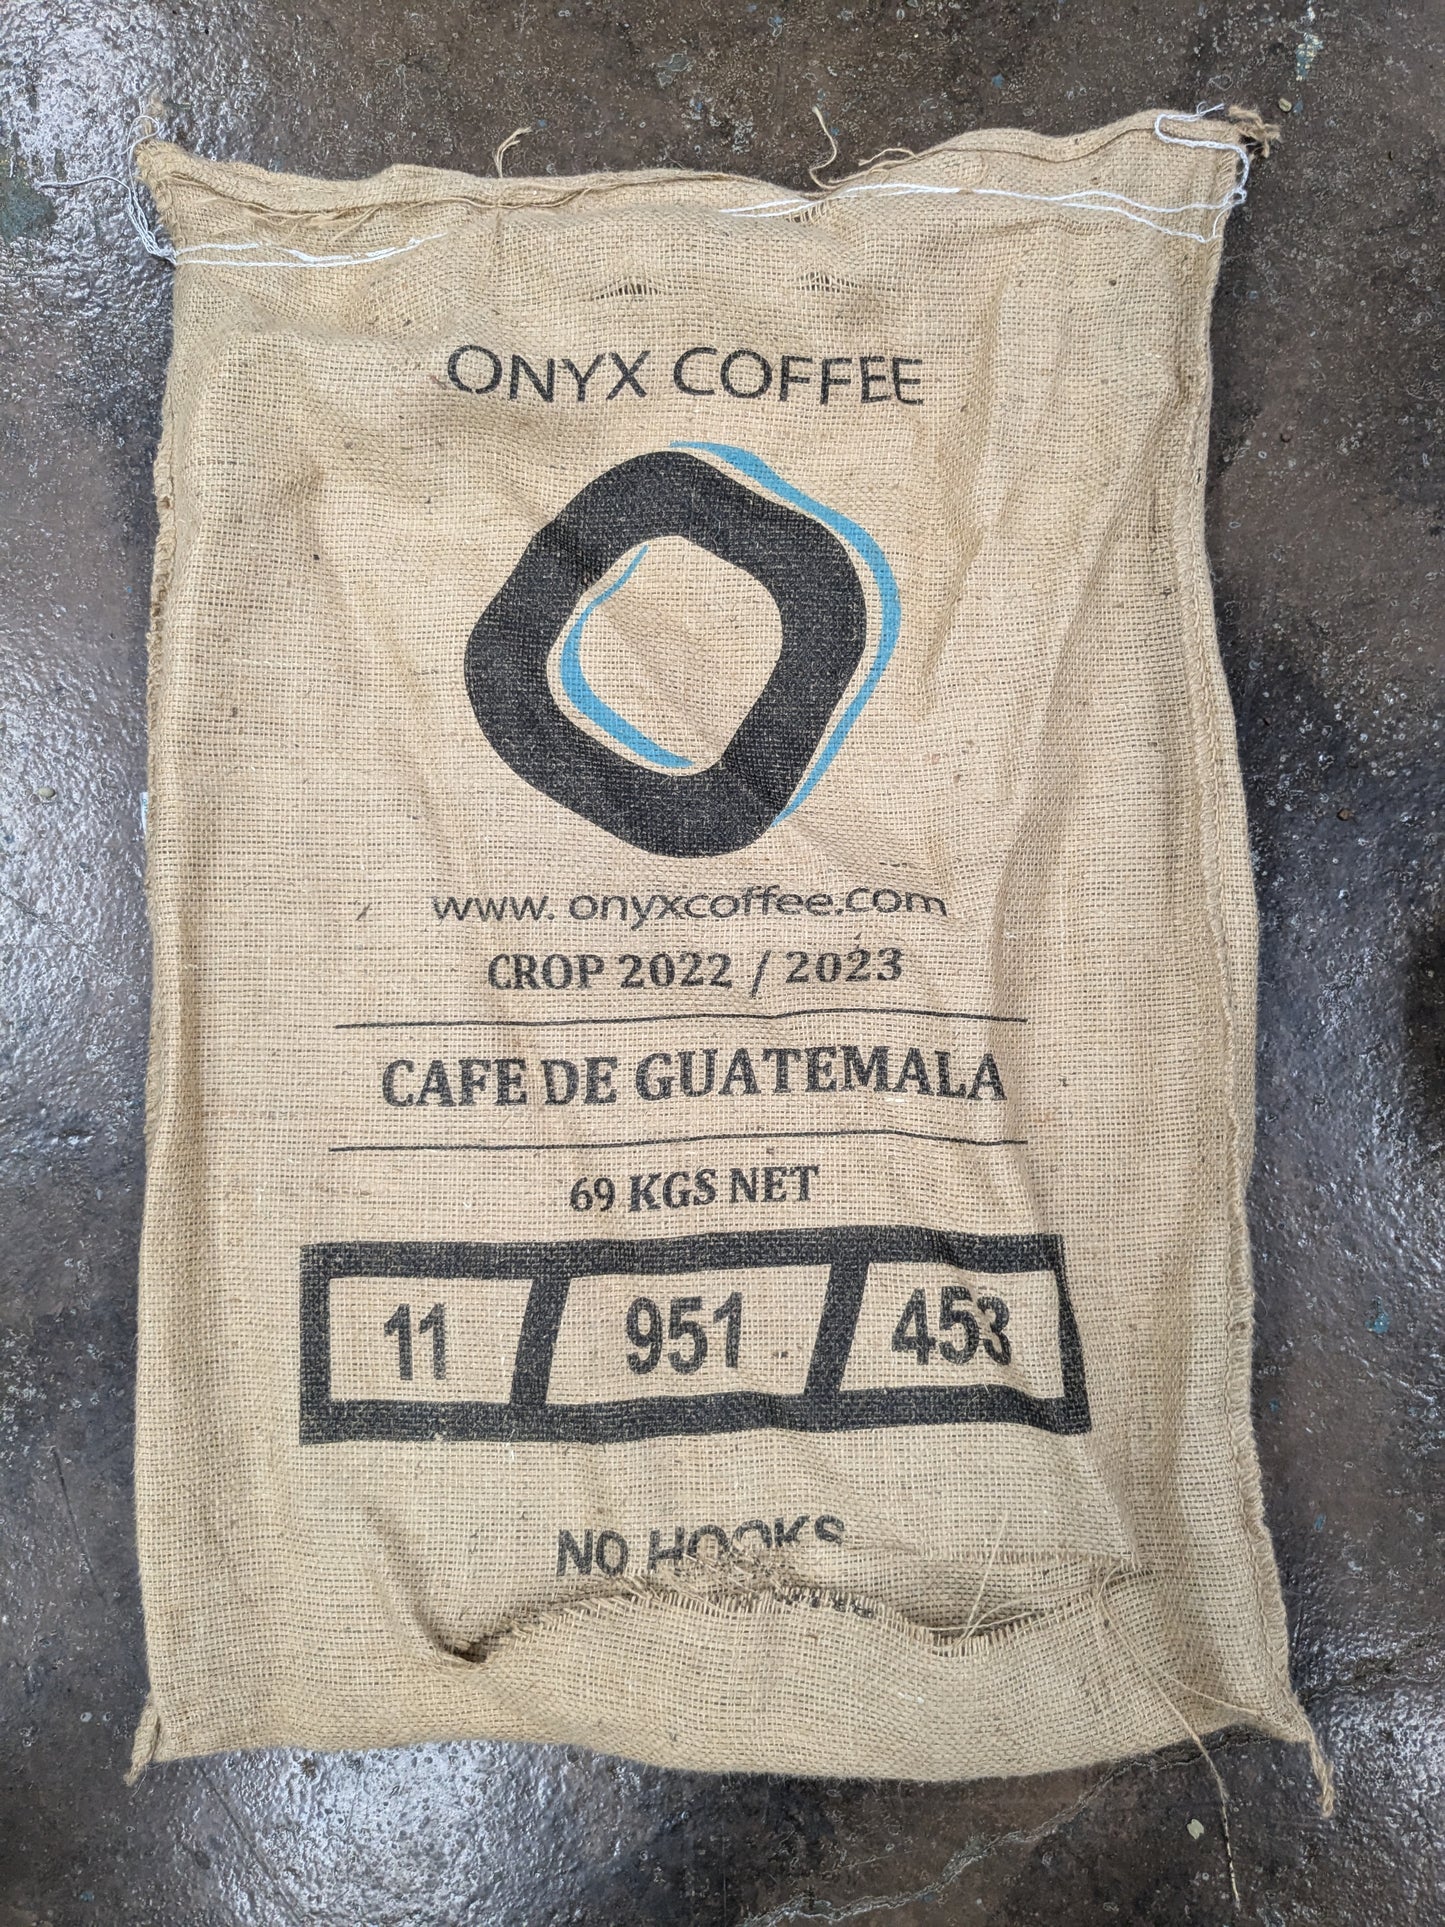 ONYX COFFEE
www. onyxcoffee.com
CROP 2022 / 2023
CAFE DE GUATEMALA
69 KGS NET
11 951 453
NO HOOKS